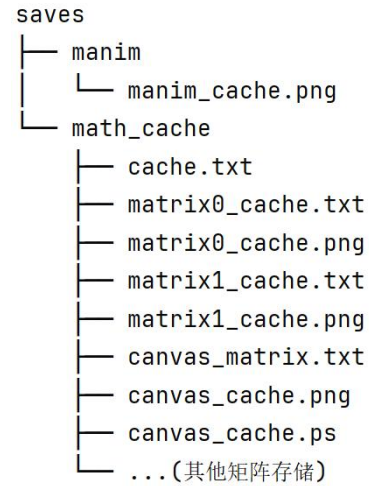 saves
├── manim
│   └── manim_cache.png
└── math_cache
    ├── cache.txt
    ├── matrix0_cache.txt
    ├── matrix0_cache.png
    ├── matrix1_cache.txt
    ├── matrix1_cache.png
    ├── canvas_matrix.txt
    ├── canvas_cache.png
    ├── canvas_cache.ps
    └── ...(其他矩阵存储)